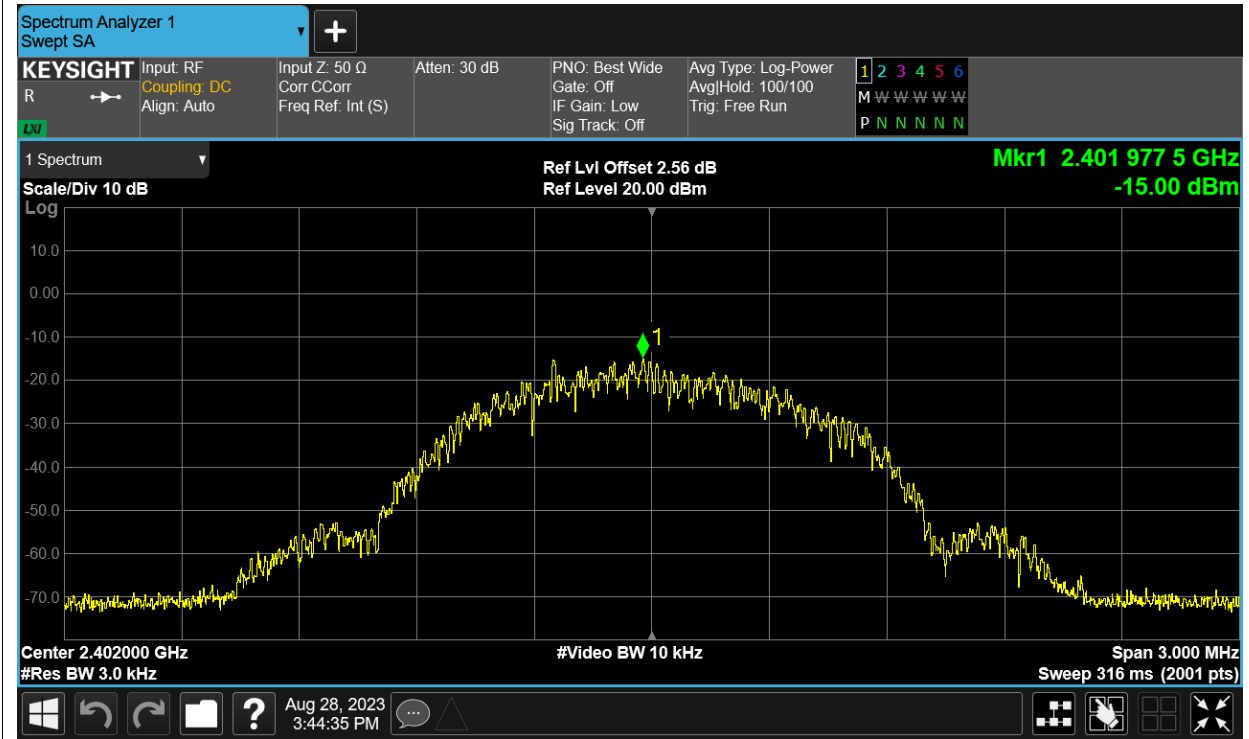 Spectrum Analyzer 1
Swept SA
KEYSIGHT
R
LXI
Input: RF
Coupling: DC
Align: Auto
Input Z: 50 Ω
Corr CCorr
Freq Ref: Int (S)
Atten: 30 dB
PNO: Best Wide
Gate: Off
IF Gain: Low
Sig Track: Off
Avg Type: Log-Power
Avg|Hold: 100/100
Trig: Free Run
1 2 3 4 5 6
M W W W W W W
P N N N N N N
1 Spectrum
Scale/Div 10 dB
Log
Ref Lvl Offset 2.56 dB
Ref Level 20.00 dBm
Mkr1 2.401 977 5 GHz
-15.00 dBm
10.0
0.00
-10.0
1
-20.0
-30.0
-40.0
-50.0
-60.0
-70.0
Center 2.402000 GHz
#Video BW 10 kHz
Span 3.000 MHz
#Res BW 3.0 kHz
Sweep 316 ms (2001 pts)
?
Aug 28, 2023
3:44:35 PM